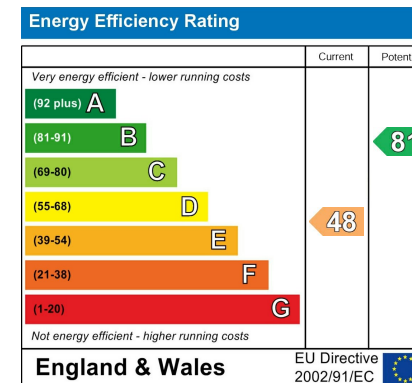 Energy Efficiency Rating
Current Potent
Very energy efficient - lower running costs
(92 plus) A
(81-91) B
81
(69-80) C
(55-68) D
48
(39-54) E
(21-38) F
(1-20) G
Not energy efficient - higher running costs
England & Wales
EU Directive
2002/91/EC